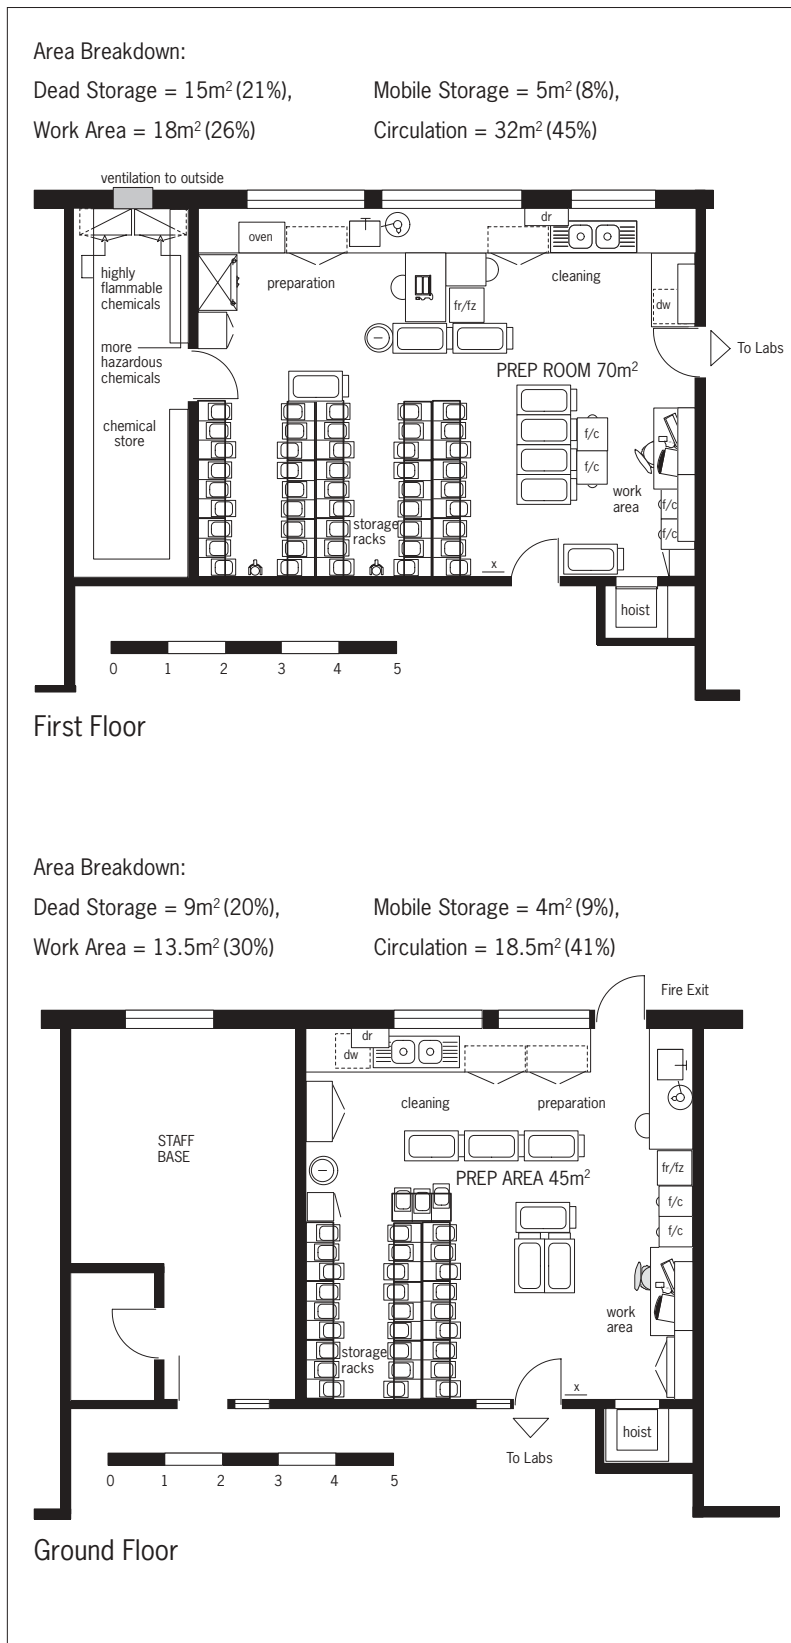 Area Breakdown:
Dead Storage = 15m² (21%), Mobile Storage = 5m² (8%),
Work Area = 18m² (26%) Circulation = 32m² (45%)
ventilation to outside
oven
dr
highly
flammable
chemicals
preparation
cleaning
fr/fz
dw
more
hazardous
chemicals
To Labs
PREP ROOM 70m²
chemical
store
f/c
f/c
work
area
f/c
f/c
storage
racks
x
hoist
0 1 2 3 4 5
First Floor
Area Breakdown:
Dead Storage = 9m² (20%), Mobile Storage = 4m² (9%),
Work Area = 13.5m² (30%) Circulation = 18.5m² (41%)
Fire Exit
dr
dw
cleaning
preparation
STAFF
BASE
PREP AREA 45m²
fr/fz
f/c
f/c
work
area
storage
racks
x
hoist
To Labs
0 1 2 3 4 5
Ground Floor